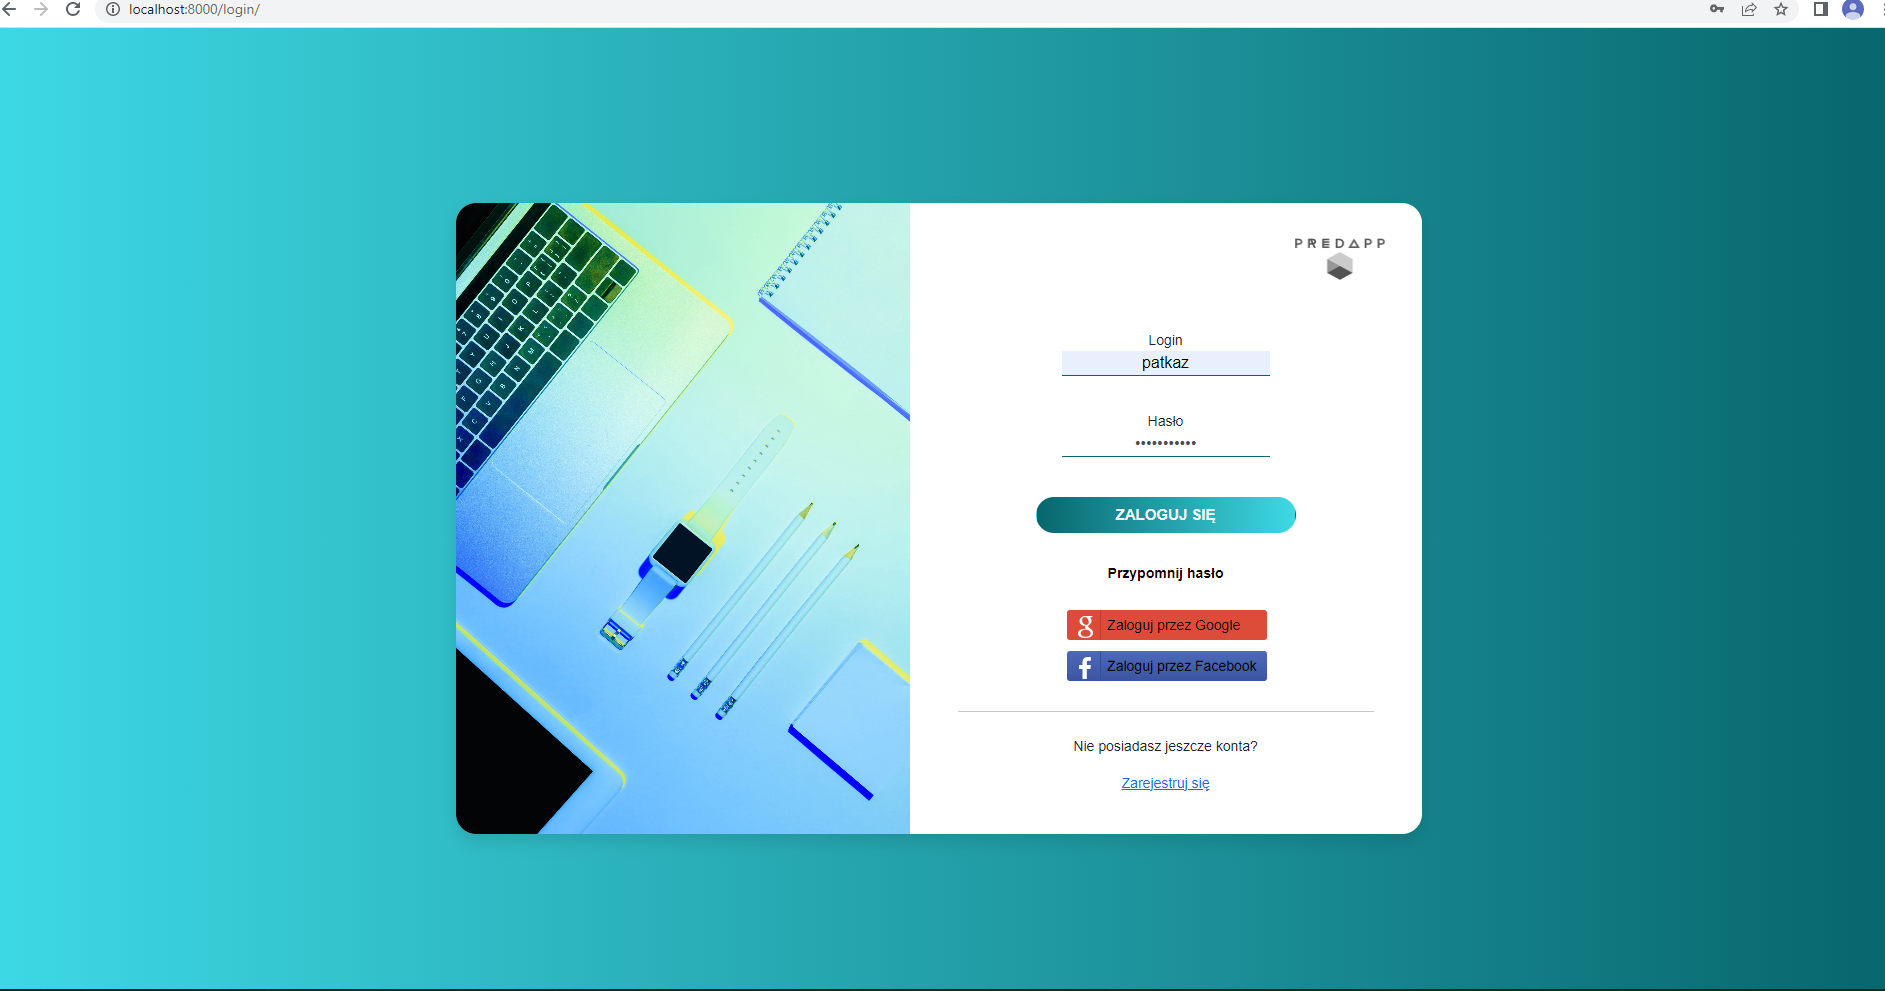 localhost:8000/login/
PREDAPP
Login
patkaz
Hasło
•••••••••••
ZALOGUJ SIĘ
Przypomnij hasło
Zaloguj przez Google
Zaloguj przez Facebook
Nie posiadasz jeszcze konta?
Zarejestruj się